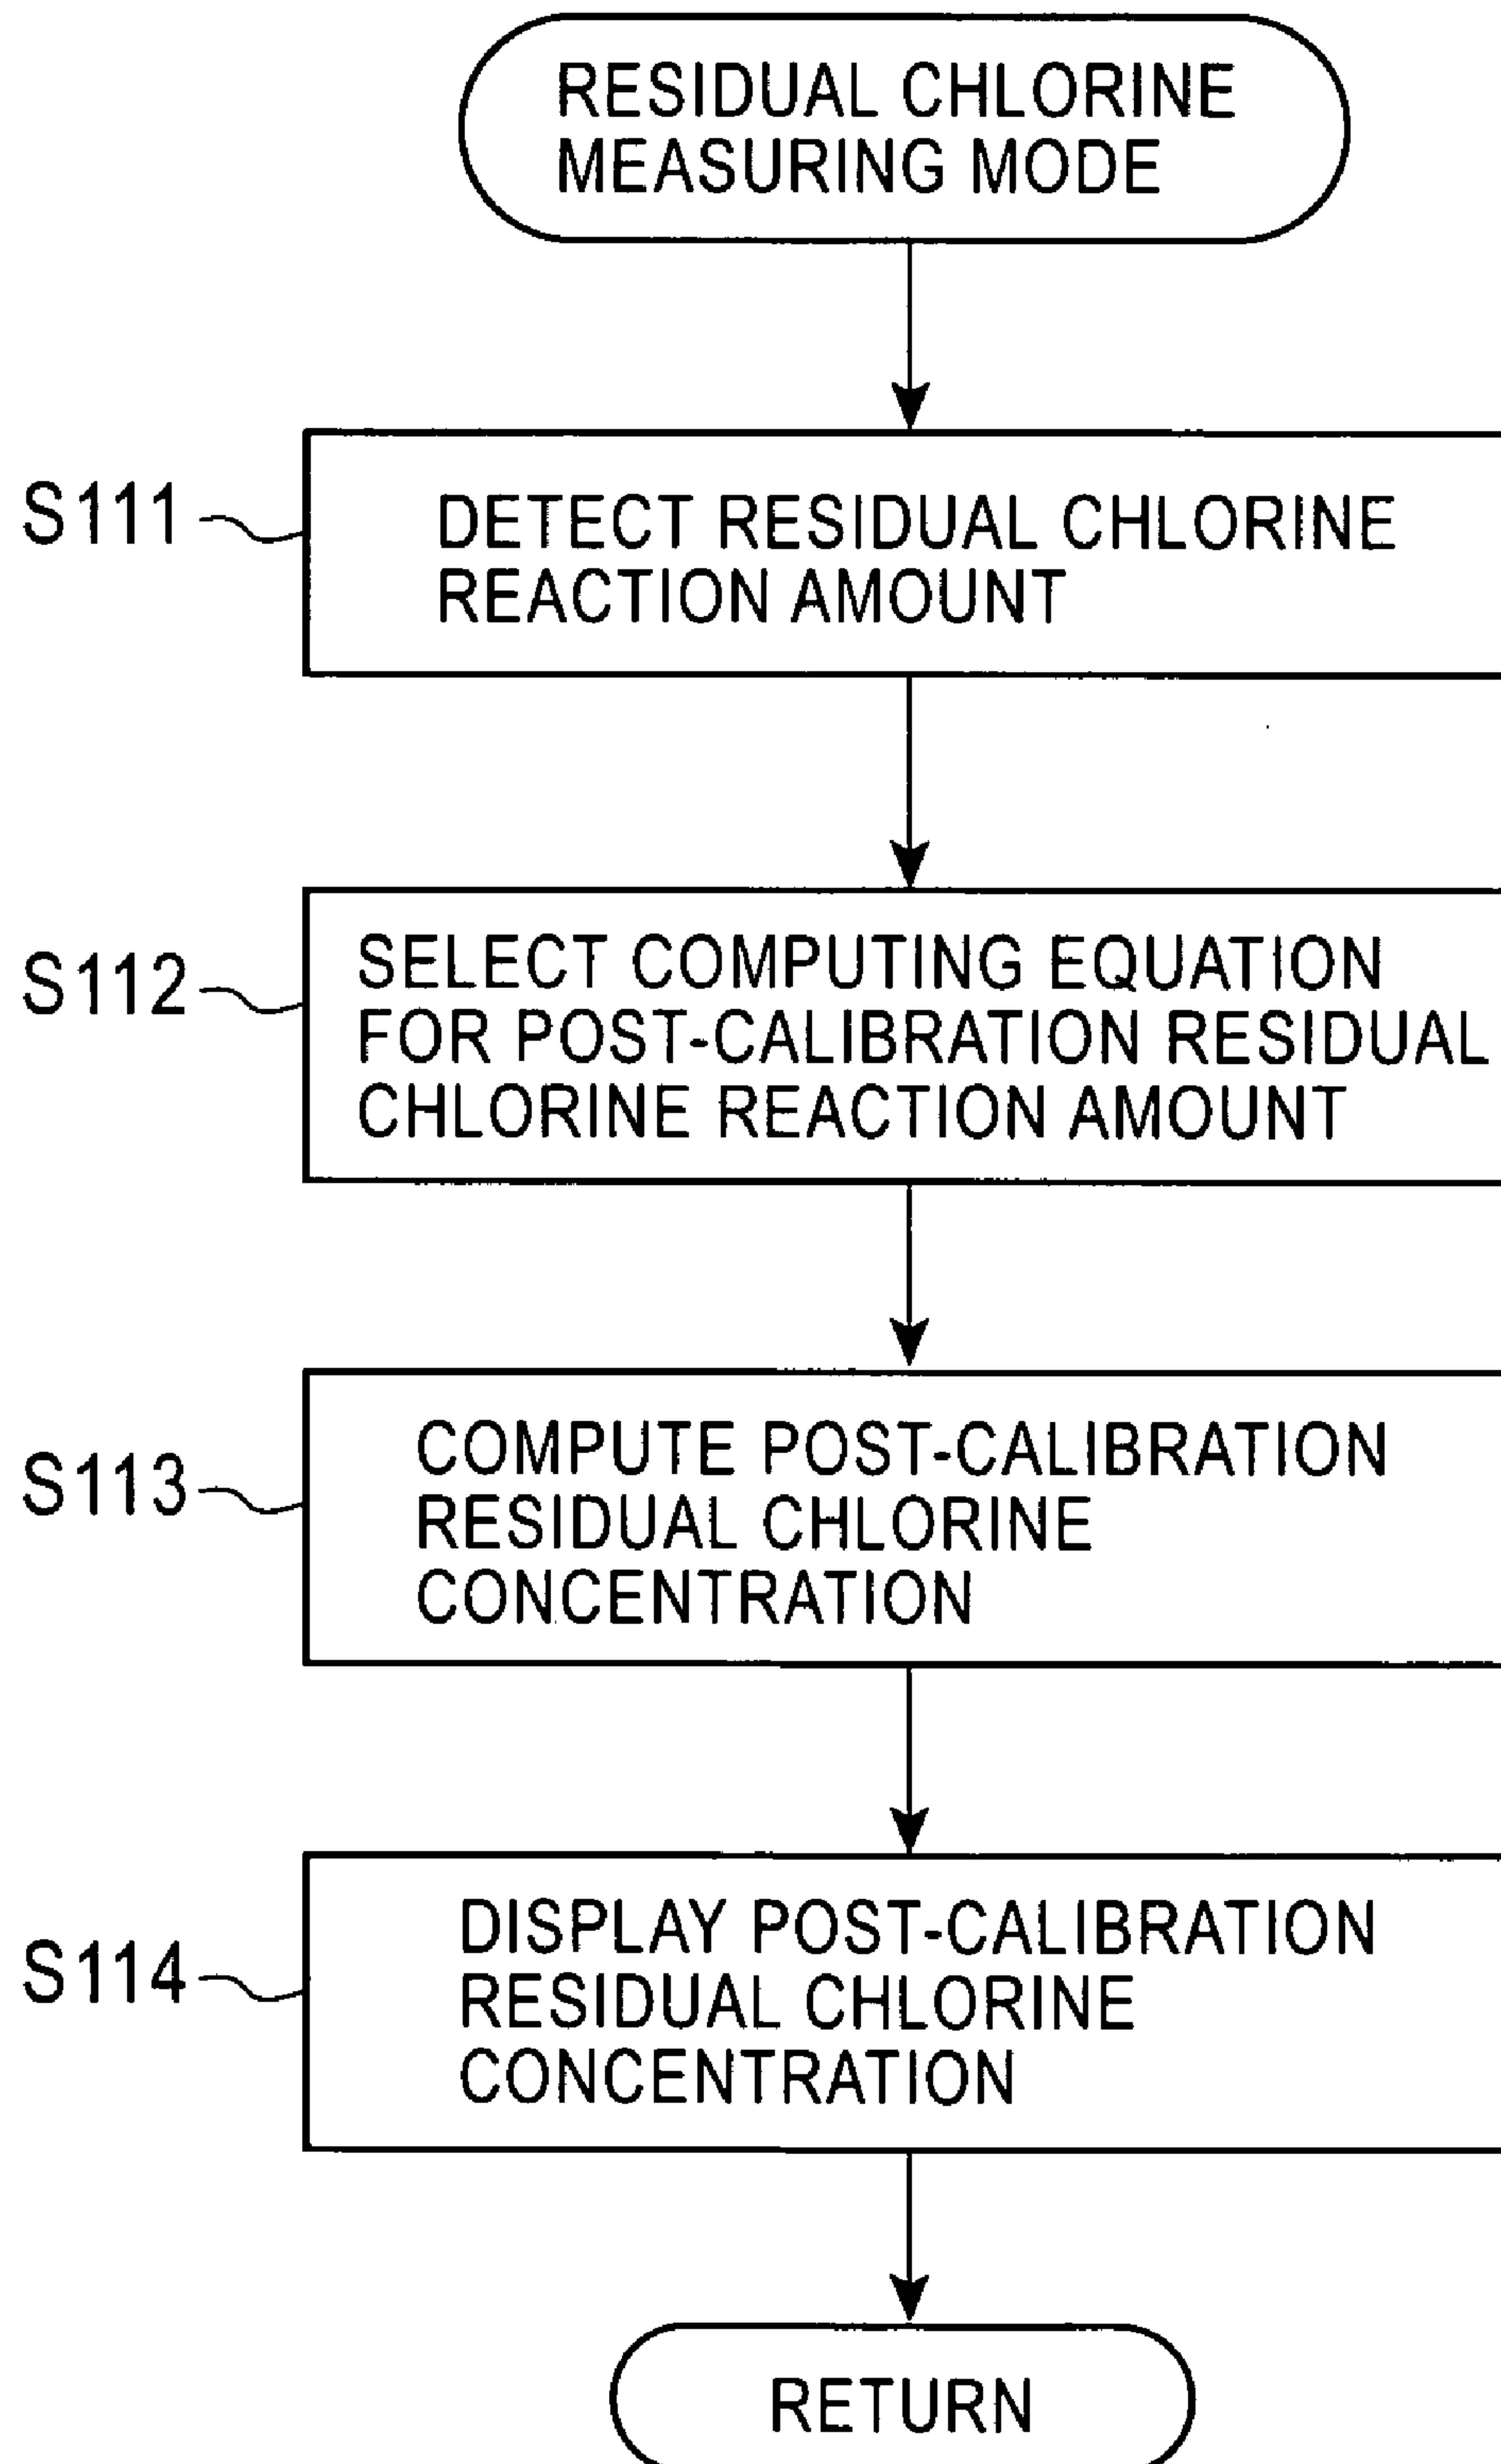 RESIDUAL CHLORINE
MEASURING MODE
S111
DETECT RESIDUAL CHLORINE
REACTION AMOUNT
S112
SELECT COMPUTING EQUATION
FOR POST-CALIBRATION RESIDUAL
CHLORINE REACTION AMOUNT
S113
COMPUTE POST-CALIBRATION
RESIDUAL CHLORINE
CONCENTRATION
S114
DISPLAY POST-CALIBRATION
RESIDUAL CHLORINE
CONCENTRATION
RETURN